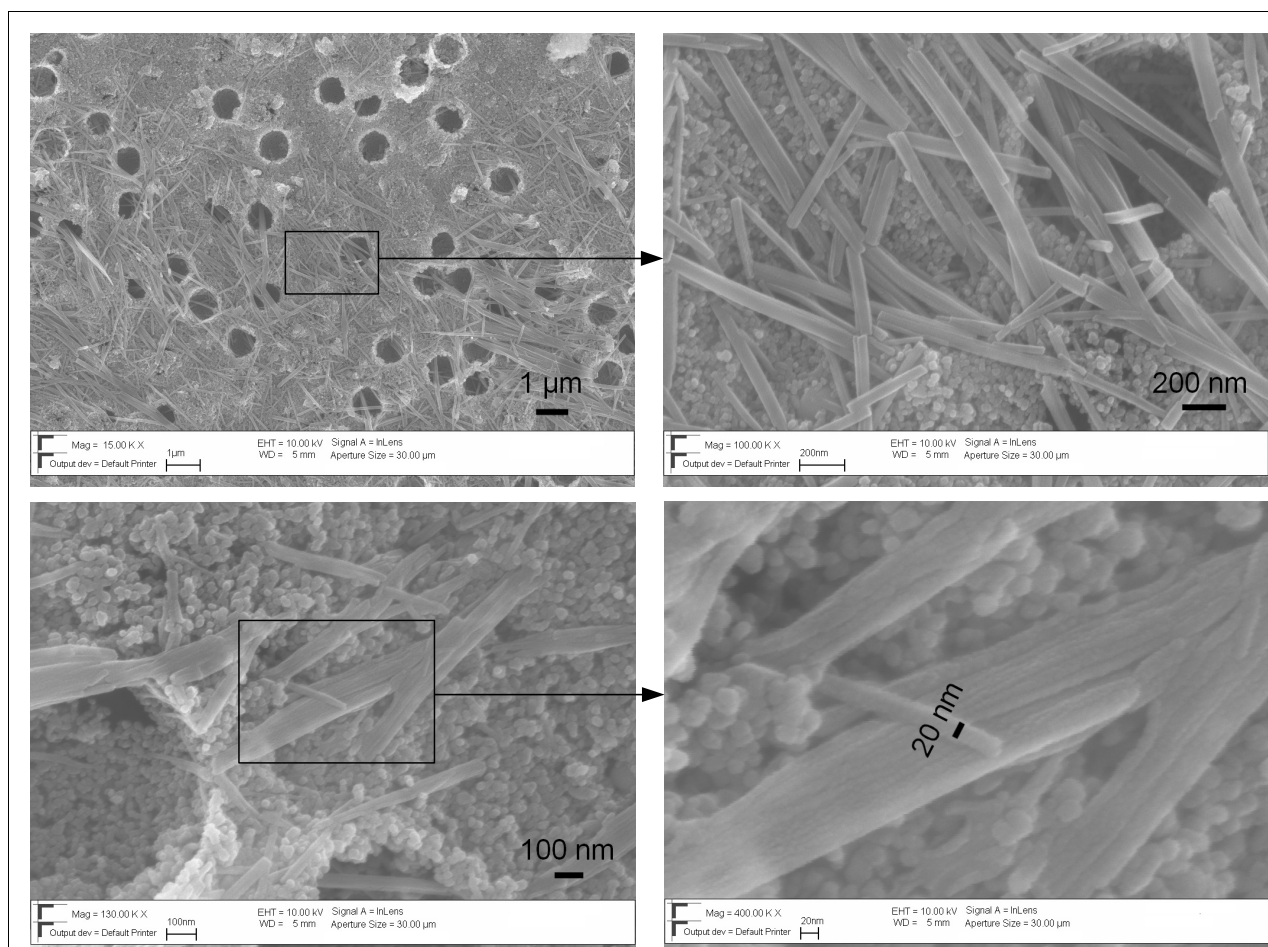 1 µm
Mag = 15.00 K X
EHT = 10.00 kV Signal A = InLens
Output dev = Default Printer
1µm
WD = 5 mm Aperture Size = 30.00 µm
200 nm
Mag = 100.00 K X
EHT = 10.00 kV Signal A = InLens
Output dev = Default Printer
200nm
WD = 5 mm Aperture Size = 30.00 µm
100 nm
Mag = 130.00 K X
EHT = 10.00 kV Signal A = InLens
Output dev = Default Printer
100nm
WD = 5 mm Aperture Size = 30.00 µm
20 nm
Mag = 400.00 K X
EHT = 10.00 kV Signal A = InLens
Output dev = Default Printer
20nm
WD = 5 mm Aperture Size = 30.00 µm